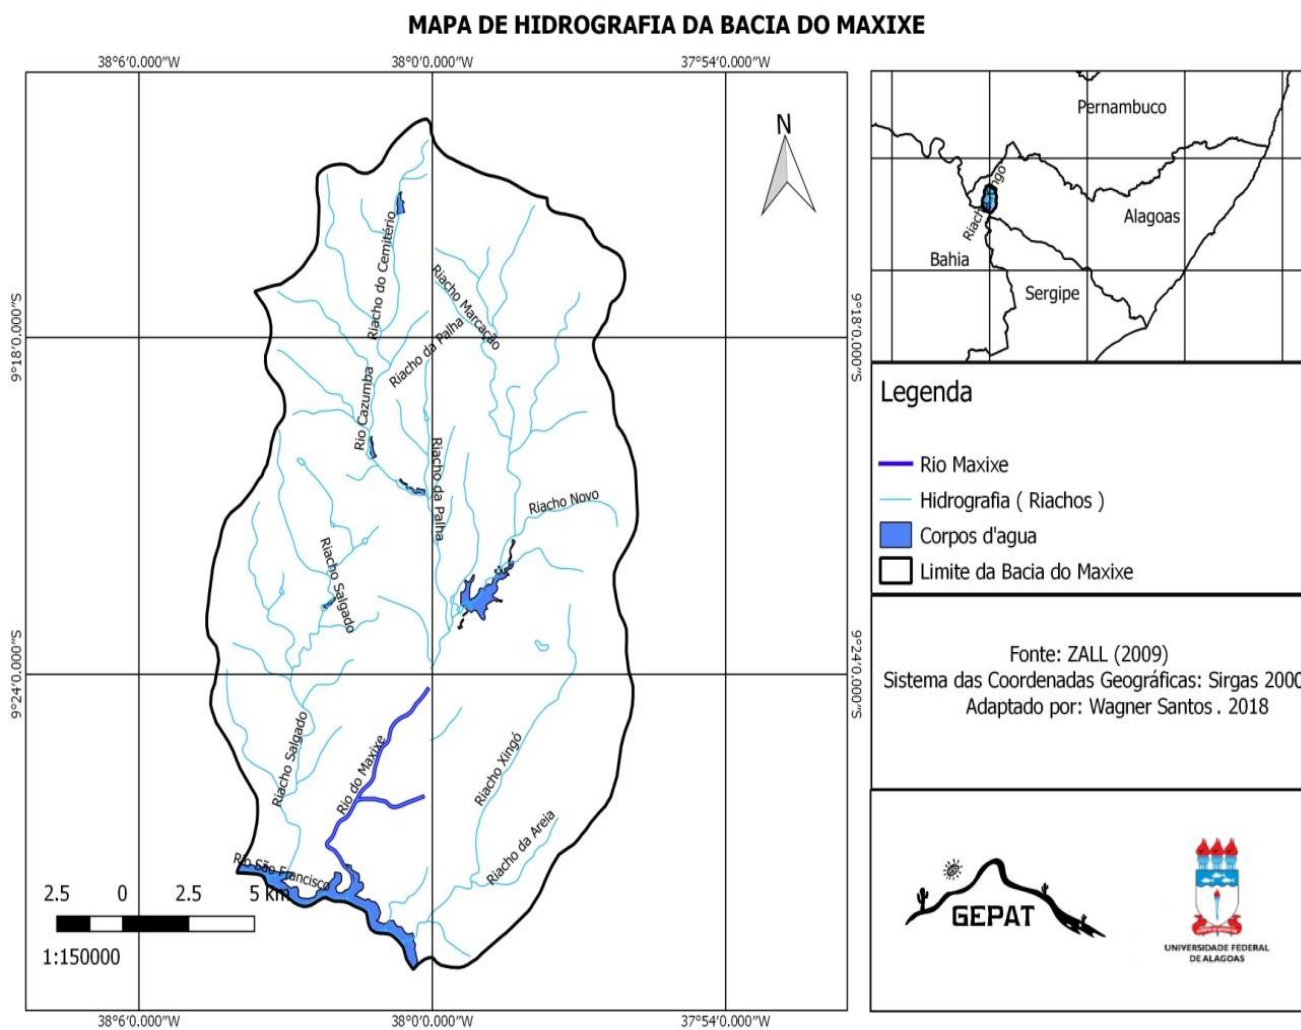 MAPA DE HIDROGRAFIA DA BACIA DO MAXIXE
38°6′0.000″W
38°0′0.000″W
37°54′0.000″W
N
Riacho do Cemitério
Riacho Marcação
Riacho da Palha
Rio Cazumba
Riacho da Palha
Riacho Novo
Riacho Salgado
Riacho Salgado
Rio do Maxixe
Riacho Xingó
Riacho da Areia
Rio São Francisco
9°18′0.000″S
9°18′0.000″S
9°24′0.000″S
9°24′0.000″S
2.5 0 2.5 5 km
1:150000
38°6′0.000″W
38°0′0.000″W
37°54′0.000″W
Pernambuco
Alagoas
Bahia
Sergipe
Legenda
Rio Maxixe
Hidrografia ( Riachos )
Corpos d'agua
Limite da Bacia do Maxixe
Fonte: ZALL (2009)
Sistema das Coordenadas Geográficas: Sirgas 2000
Adaptado por: Wagner Santos . 2018
GEPAT
UNIVERSIDADE FEDERAL
DE ALAGOAS